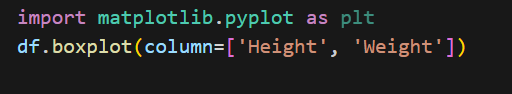 import matplotlib.pyplot as plt
df.boxplot(column=['Height', 'Weight'])